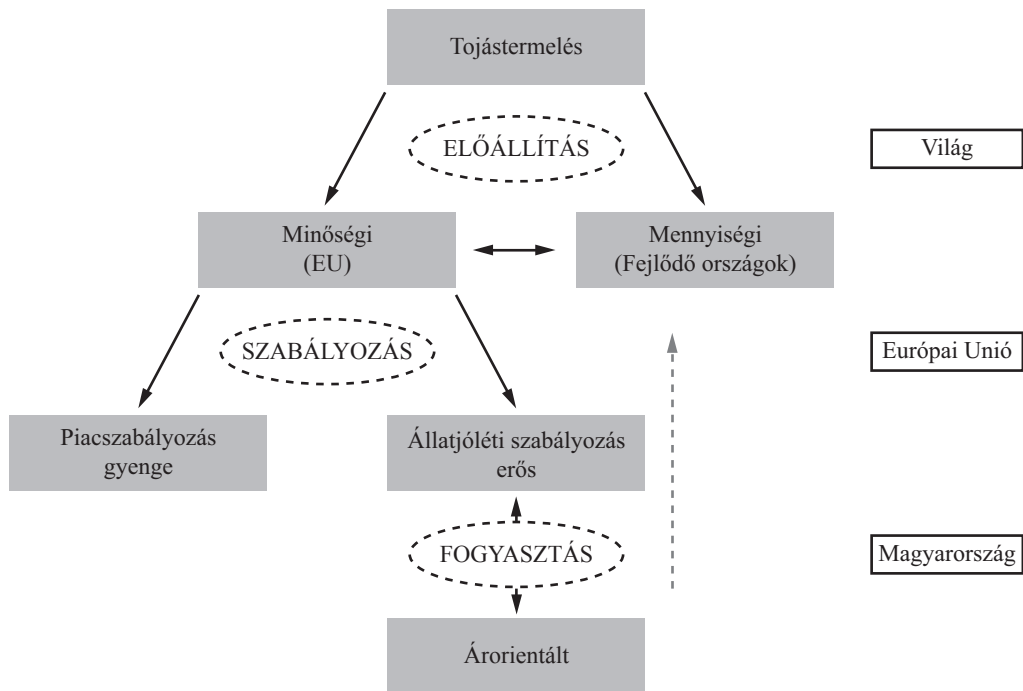 Tojástermelés
ELŐÁLLÍTÁS
Világ
Minőségi
(EU)
Mennyiségi
(Fejlődő országok)
SZABÁLYOZÁS
Európai Unió
Piacszabályozás
gyenge
Állatjóléti szabályozás
erős
FOGYASZTÁS
Magyarország
Árorientált